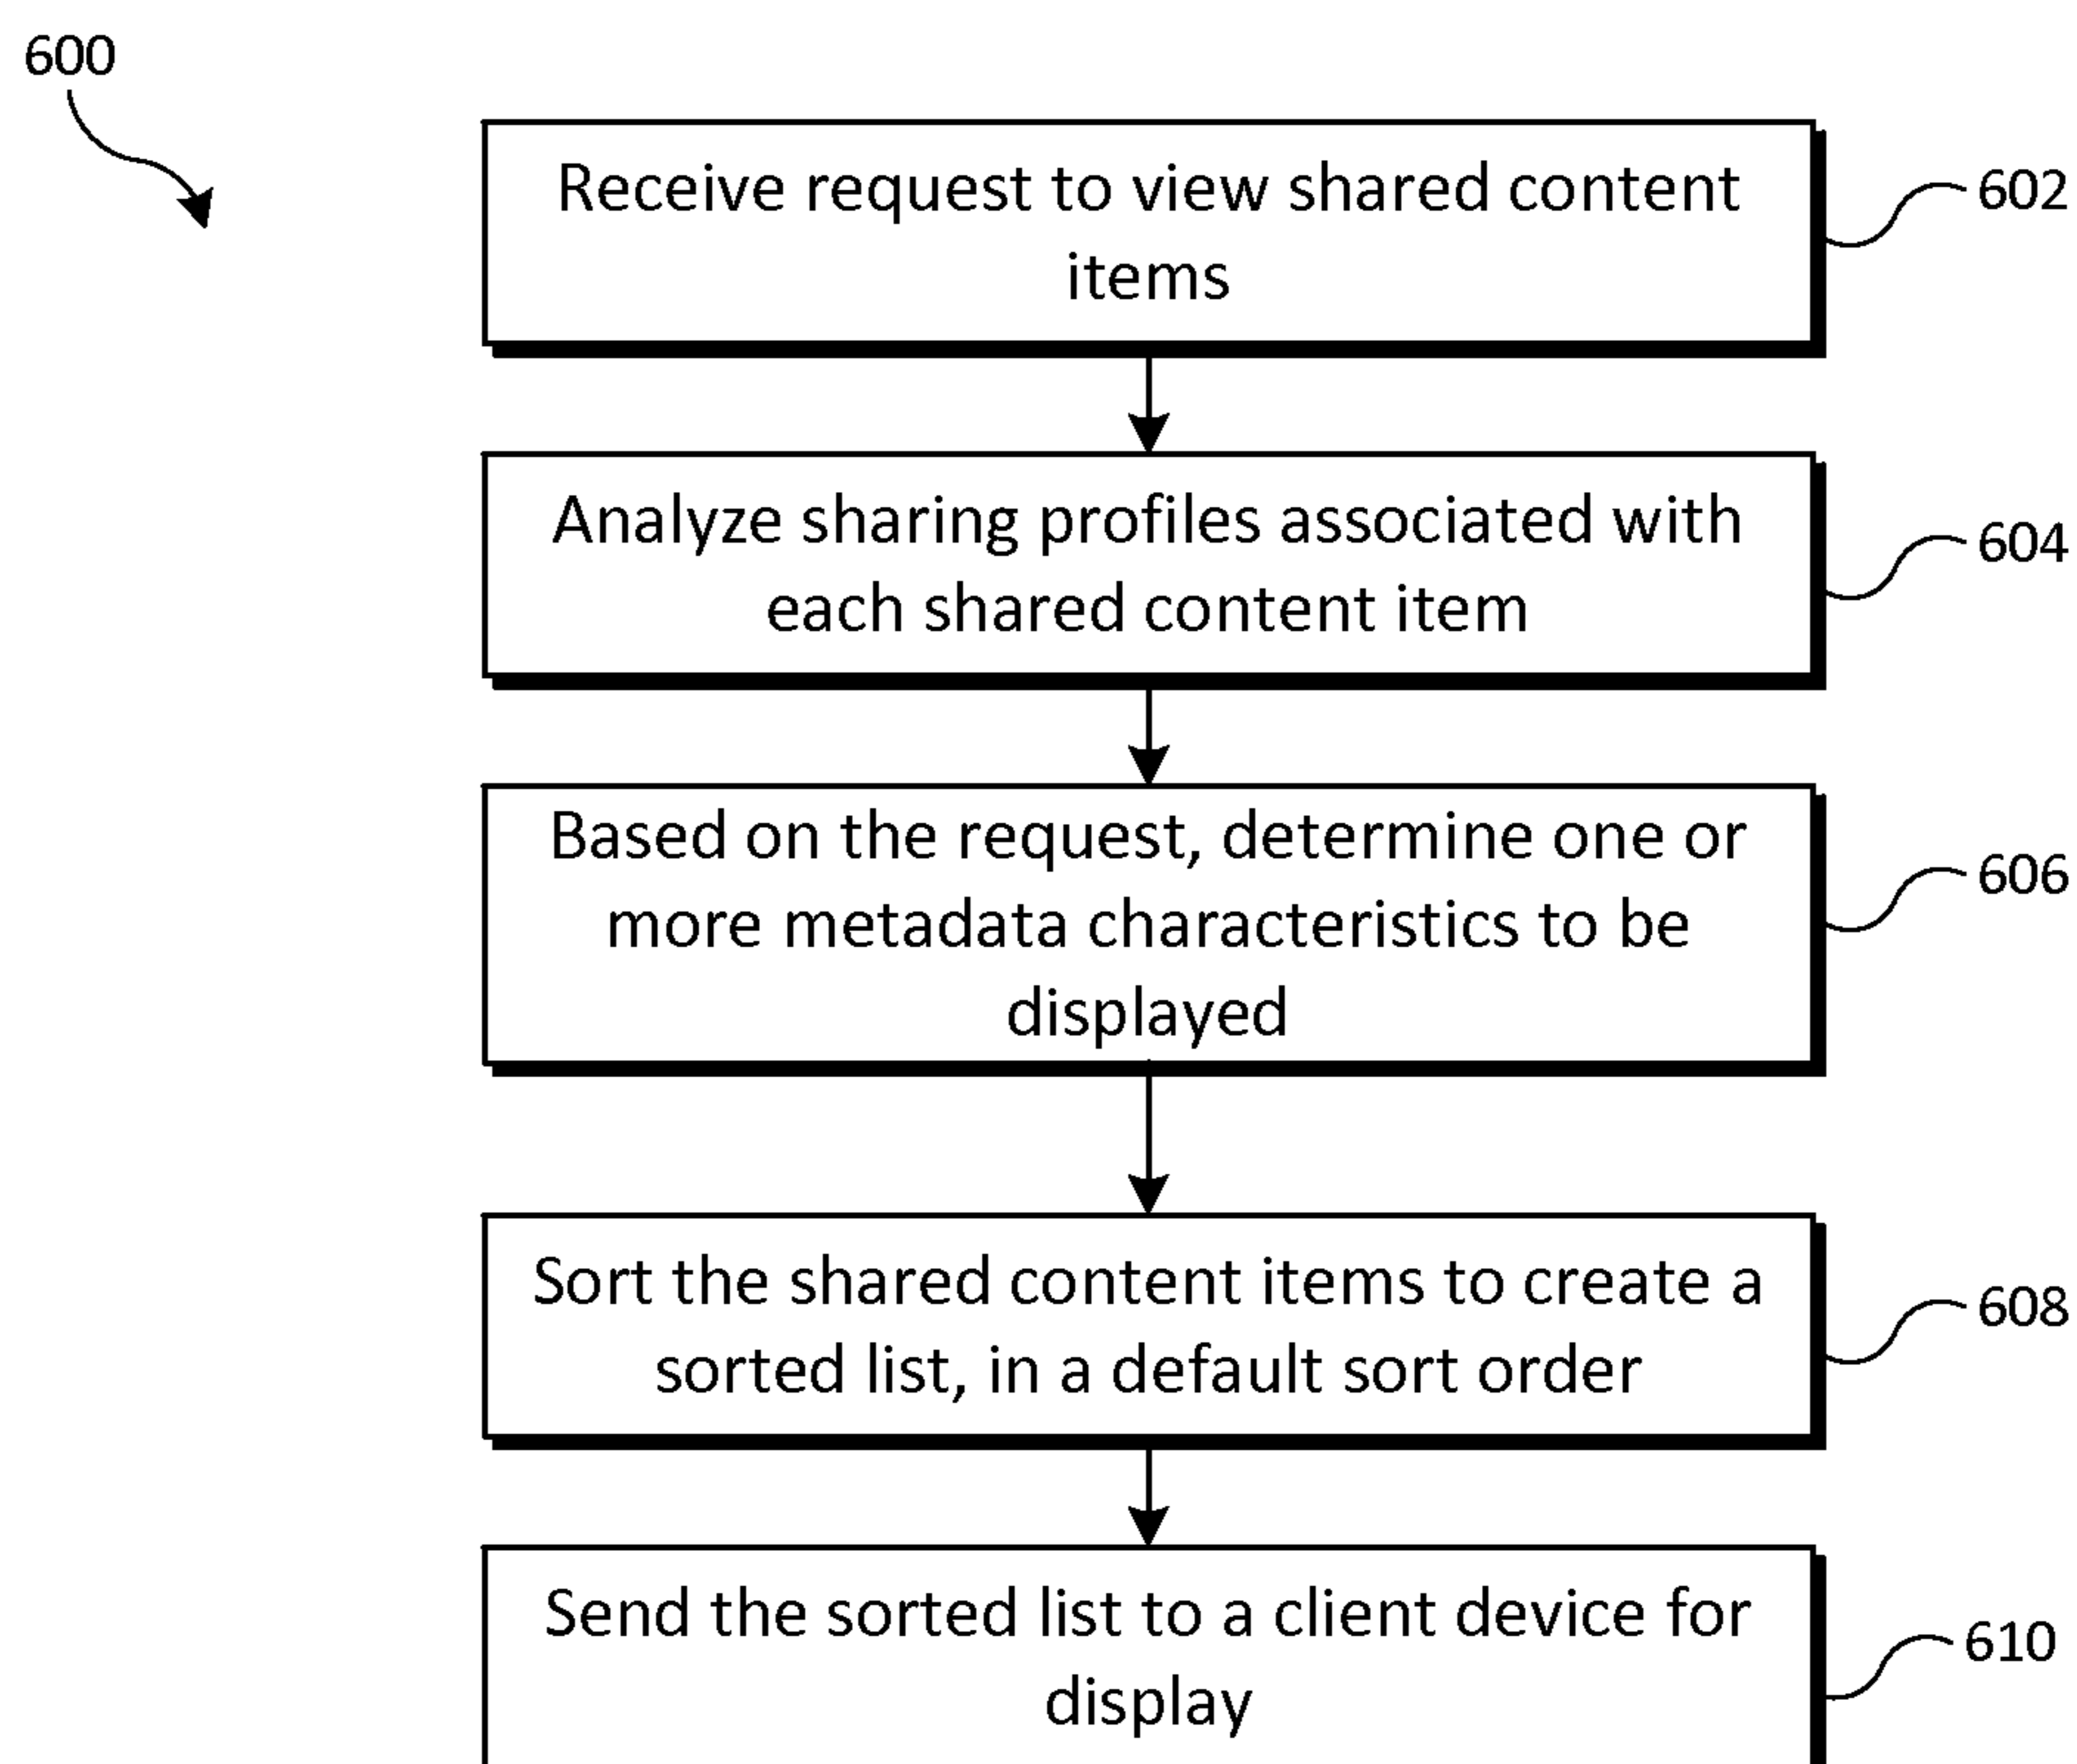 600
Receive request to view shared content
items
602
Analyze sharing profiles associated with
each shared content item
604
Based on the request, determine one or
more metadata characteristics to be
displayed
606
Sort the shared content items to create a
sorted list, in a default sort order
608
Send the sorted list to a client device for
display
610